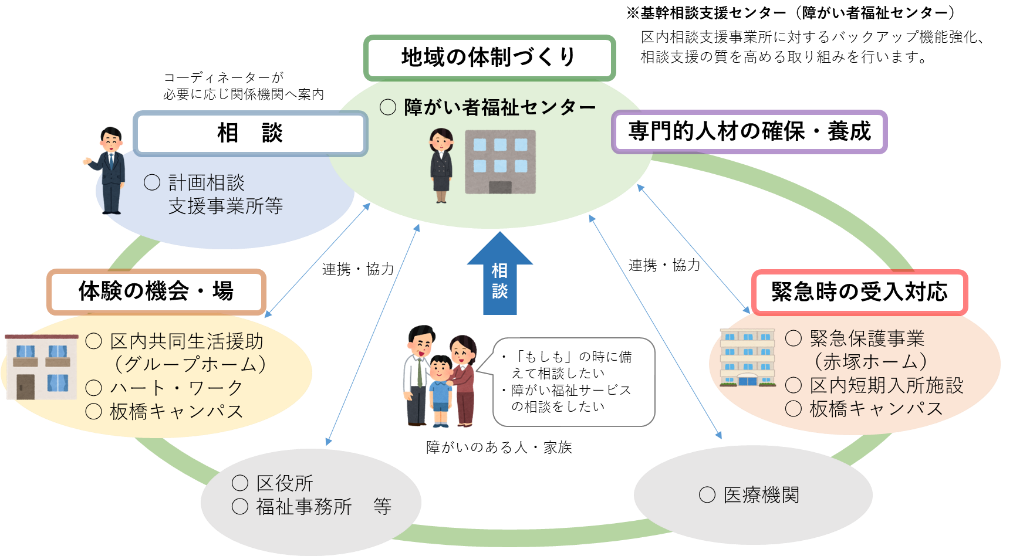 ※基幹相談支援センター(障がい者福祉センター)
区内相談支援事業所に対するバックアップ機能強化、
相談支援の質を高める取り組みを行います。
地域の体制づくり
○ 障がい者福祉センター
コーディネーターが
必要に応じ関係機関へ案内
相 談
○ 計画相談
支援事業所等
専門的人材の確保・養成
連携・協力
連携・協力
相談
体験の機会・場
○ 区内共同生活援助
(グループホーム)
○ ハート・ワーク
○ 板橋キャンパス
緊急時の受入対応
○ 緊急保護事業
(赤塚ホーム)
○ 区内短期入所施設
○ 板橋キャンパス
・「もしも」の時に備
えて相談したい
・障がい福祉サービス
の相談をしたい
障がいのある人・家族
○ 区役所
○ 福祉事務所 等
○ 医療機関